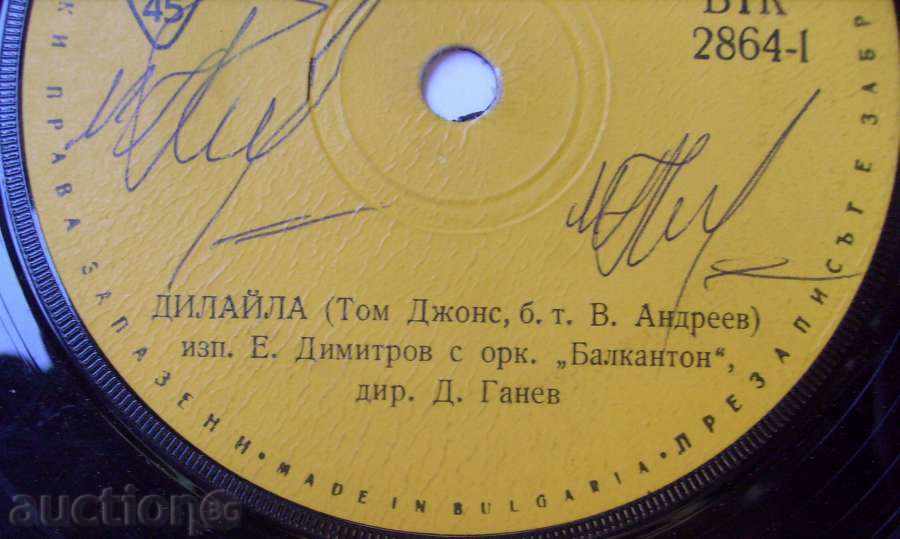 45
ВТК
2864-1
ДИЛАЙЛА (Том Джонс, б. т. В. Андреев)
изп. Е. Димитров с орк. „Балкантон“,
дир. Д. Ганев
КИ ПРАВА ЗАПАЗЕНИ • MADE IN BULGARIA • ПРЕЗАПИСЪТ Е ЗАБР
auction BG